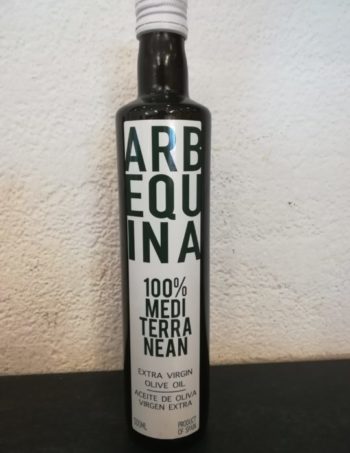 ARB
EQU
INA
100%
MEDI
TERRA
NEAN
EXTRA VIRGIN
OLIVE OIL
ACEITE DE OLIVA
VIRGEN EXTRA
500ML
PRODUCT
OF SPAIN